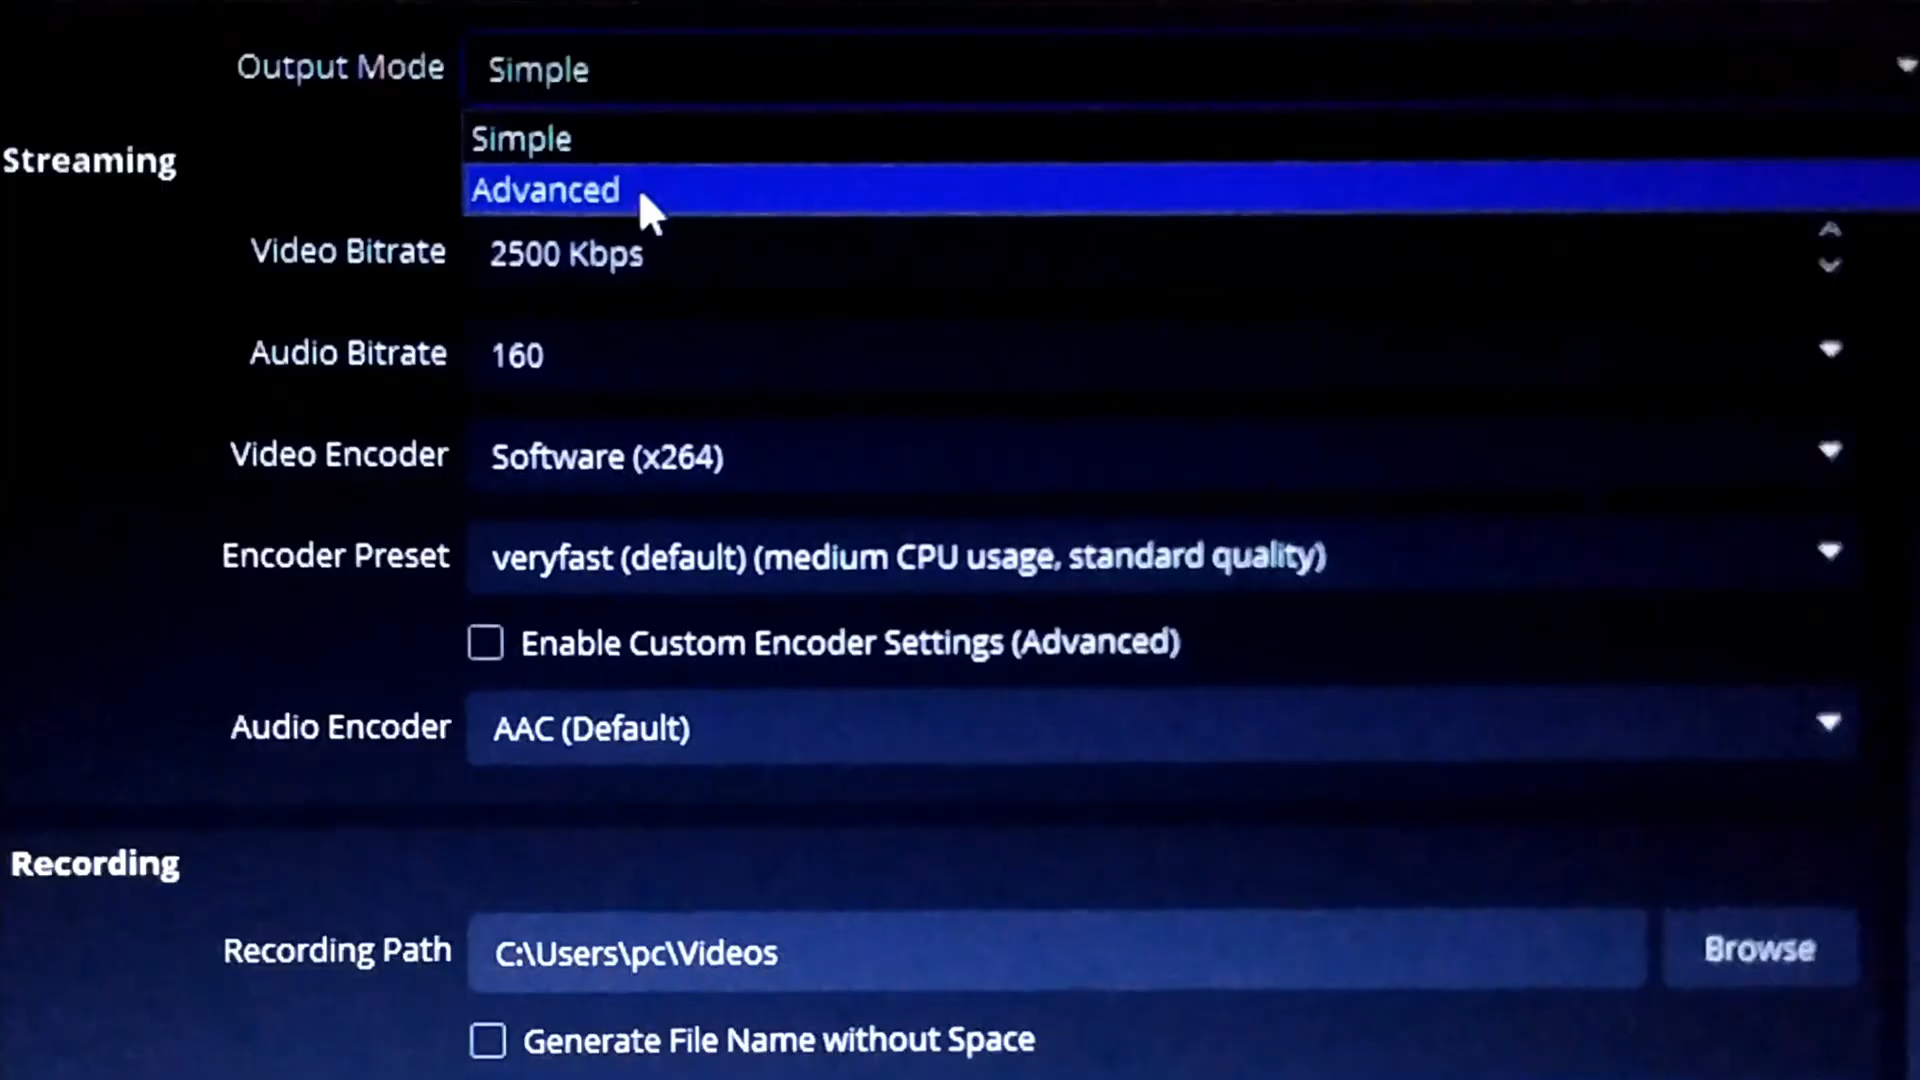 Output Mode Simple
Simple
Streaming
Advanced
Video Bitrate 2500 Kbps
Audio Bitrate 160
Video Encoder Software (x264)
Encoder Preset veryfast (default) (medium CPU usage, standard quality)
Enable Custom Encoder Settings (Advanced)
Audio Encoder AAC (Default)
Recording
Recording Path C:\Users\pc\Videos Browse
Generate File Name without Space